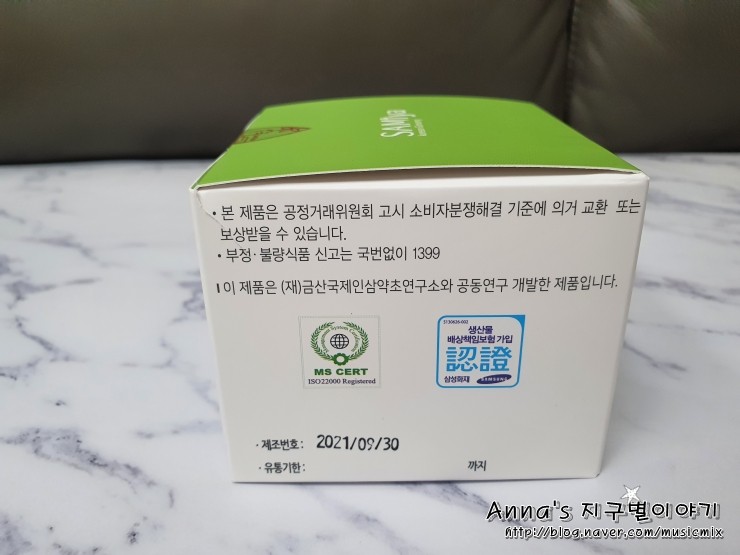 SAMiya
· 본 제품은 공정거래위원회 고시 소비자분쟁해결 기준에 의거 교환 또는
보상받을 수 있습니다.
· 부정·불량식품 신고는 국번없이 1399
이 제품은 (재)금산국제인삼약초연구소와 공동연구 개발한 제품입니다.
MS CERT
ISO22000 Registered
생산물
배상책임보험 가입
認證
삼성화재 SAMSUNG
· 제조번호: 2021/09/30
· 유통기한: 까지
Anna's 지구별이야기
http://blog.naver.com/musicmix